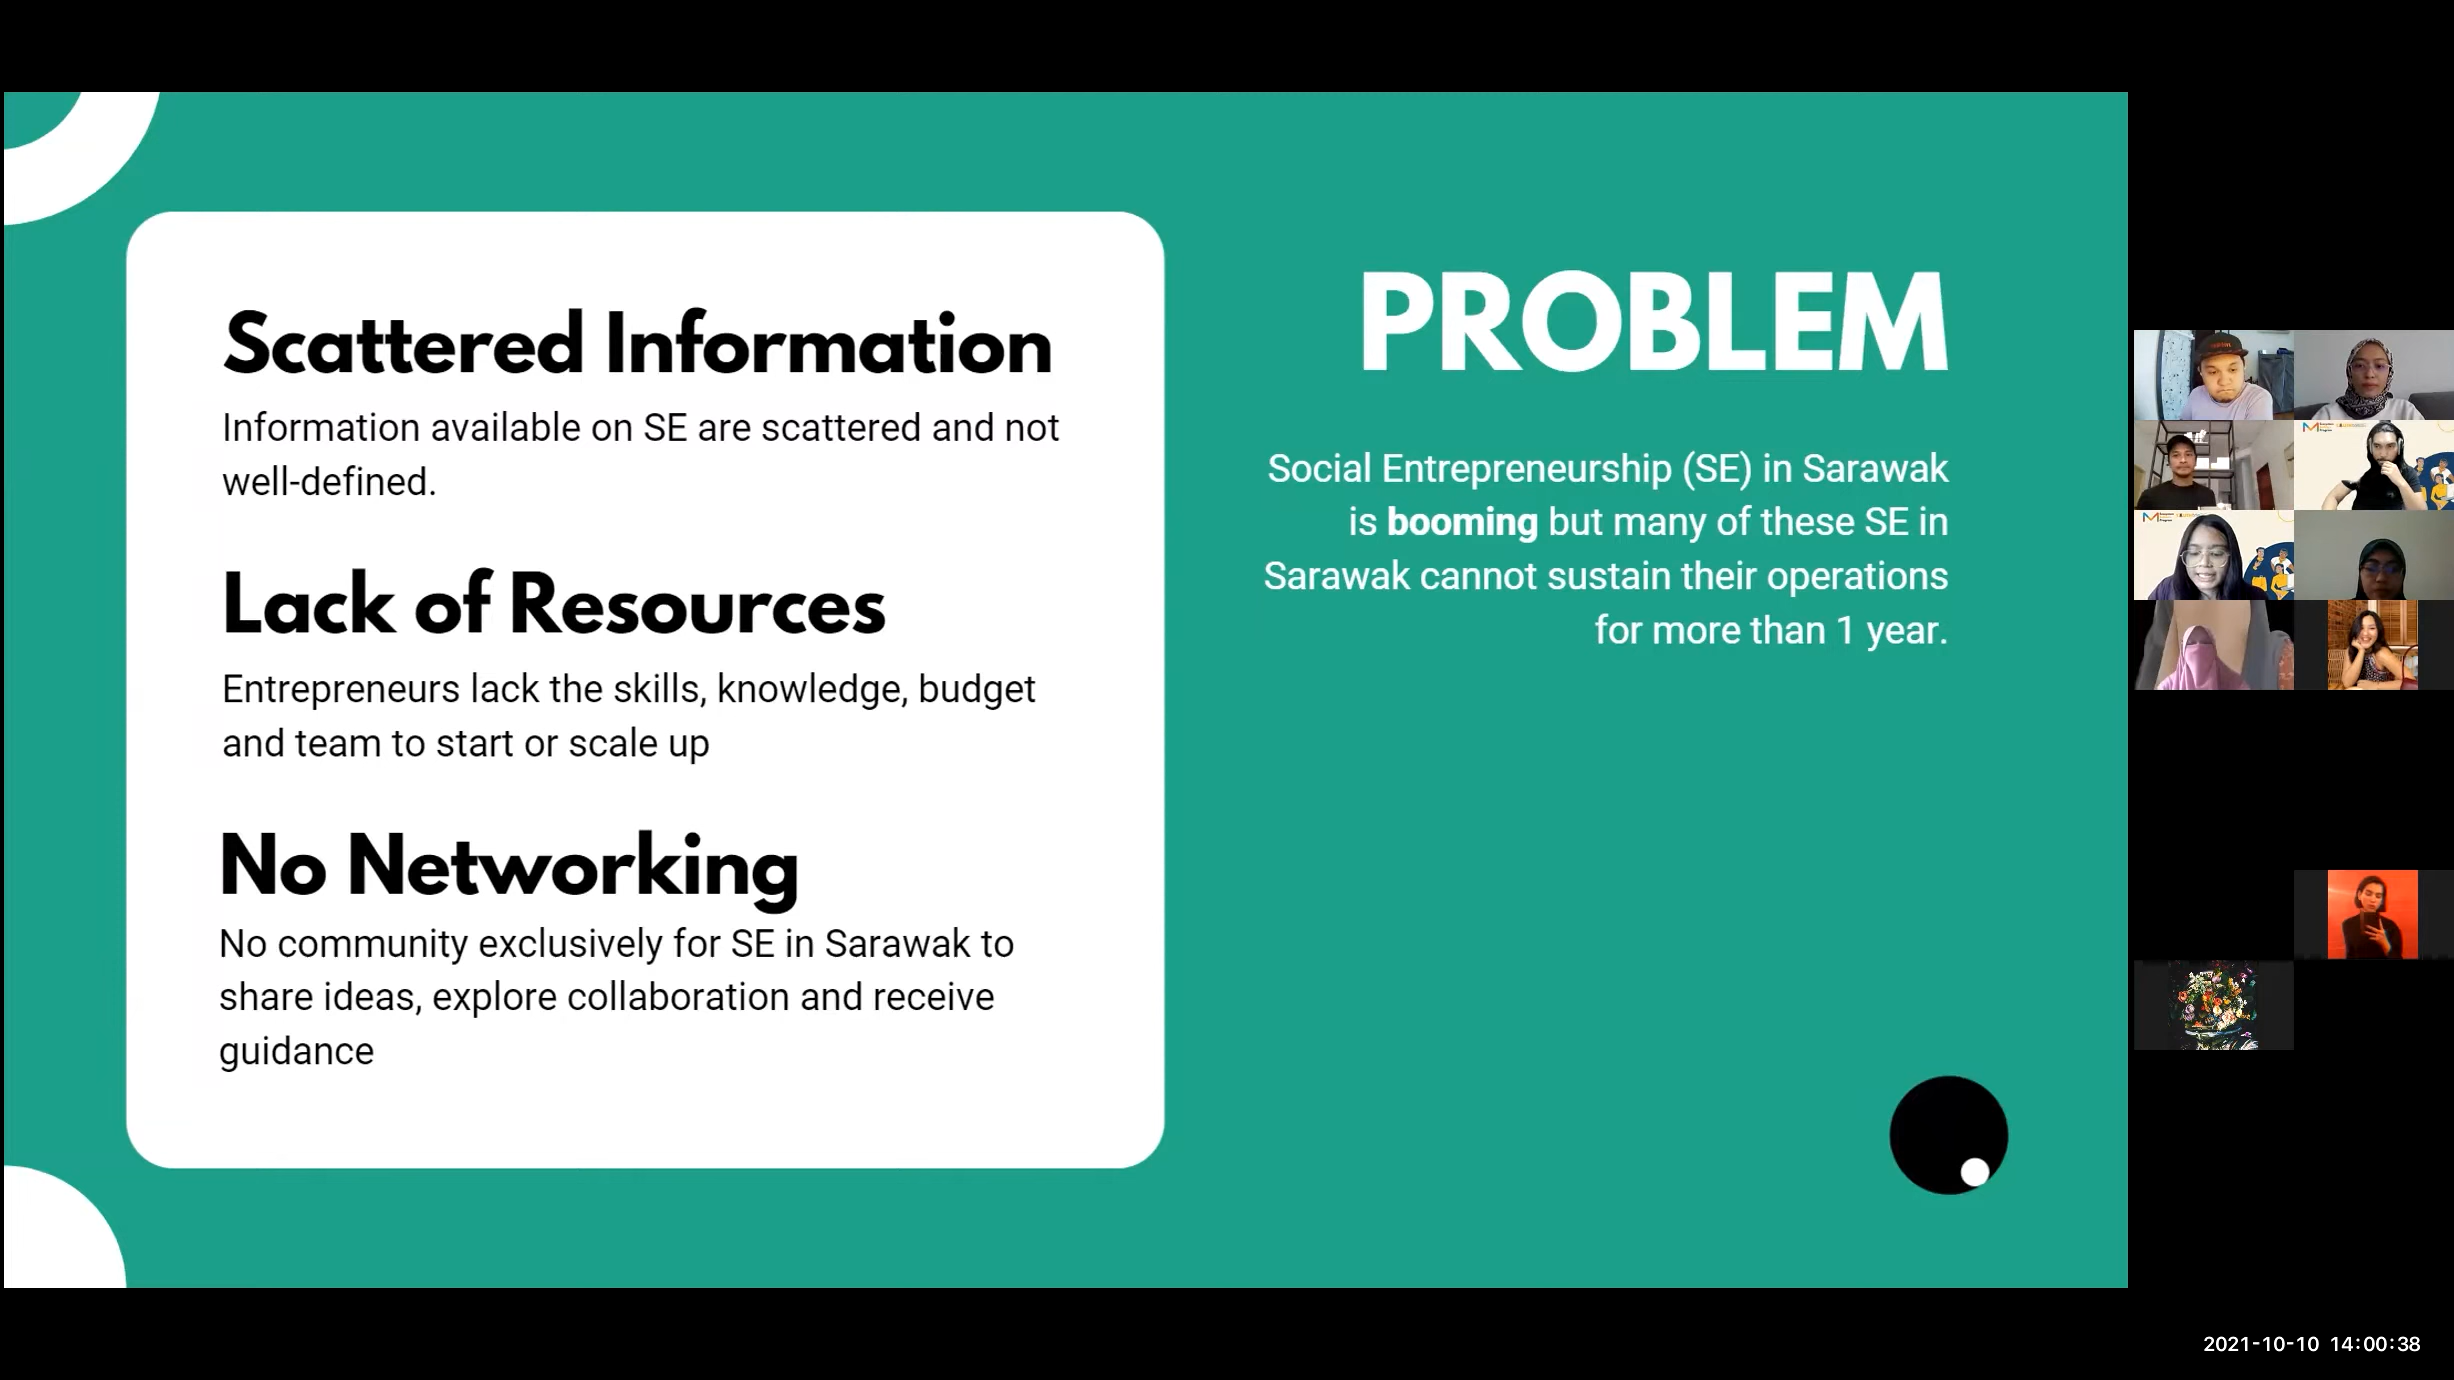 Scattered Information
Information available on SE are scattered and not
well-defined.
Lack of Resources
Entrepreneurs lack the skills, knowledge, budget
and team to start or scale up
No Networking
No community exclusively for SE in Sarawak to
share ideas, explore collaboration and receive
guidance
PROBLEM
Social Entrepreneurship (SE) in Sarawak
is booming but many of these SE in
Sarawak cannot sustain their operations
for more than 1 year.
2021-10-10 14:00:38